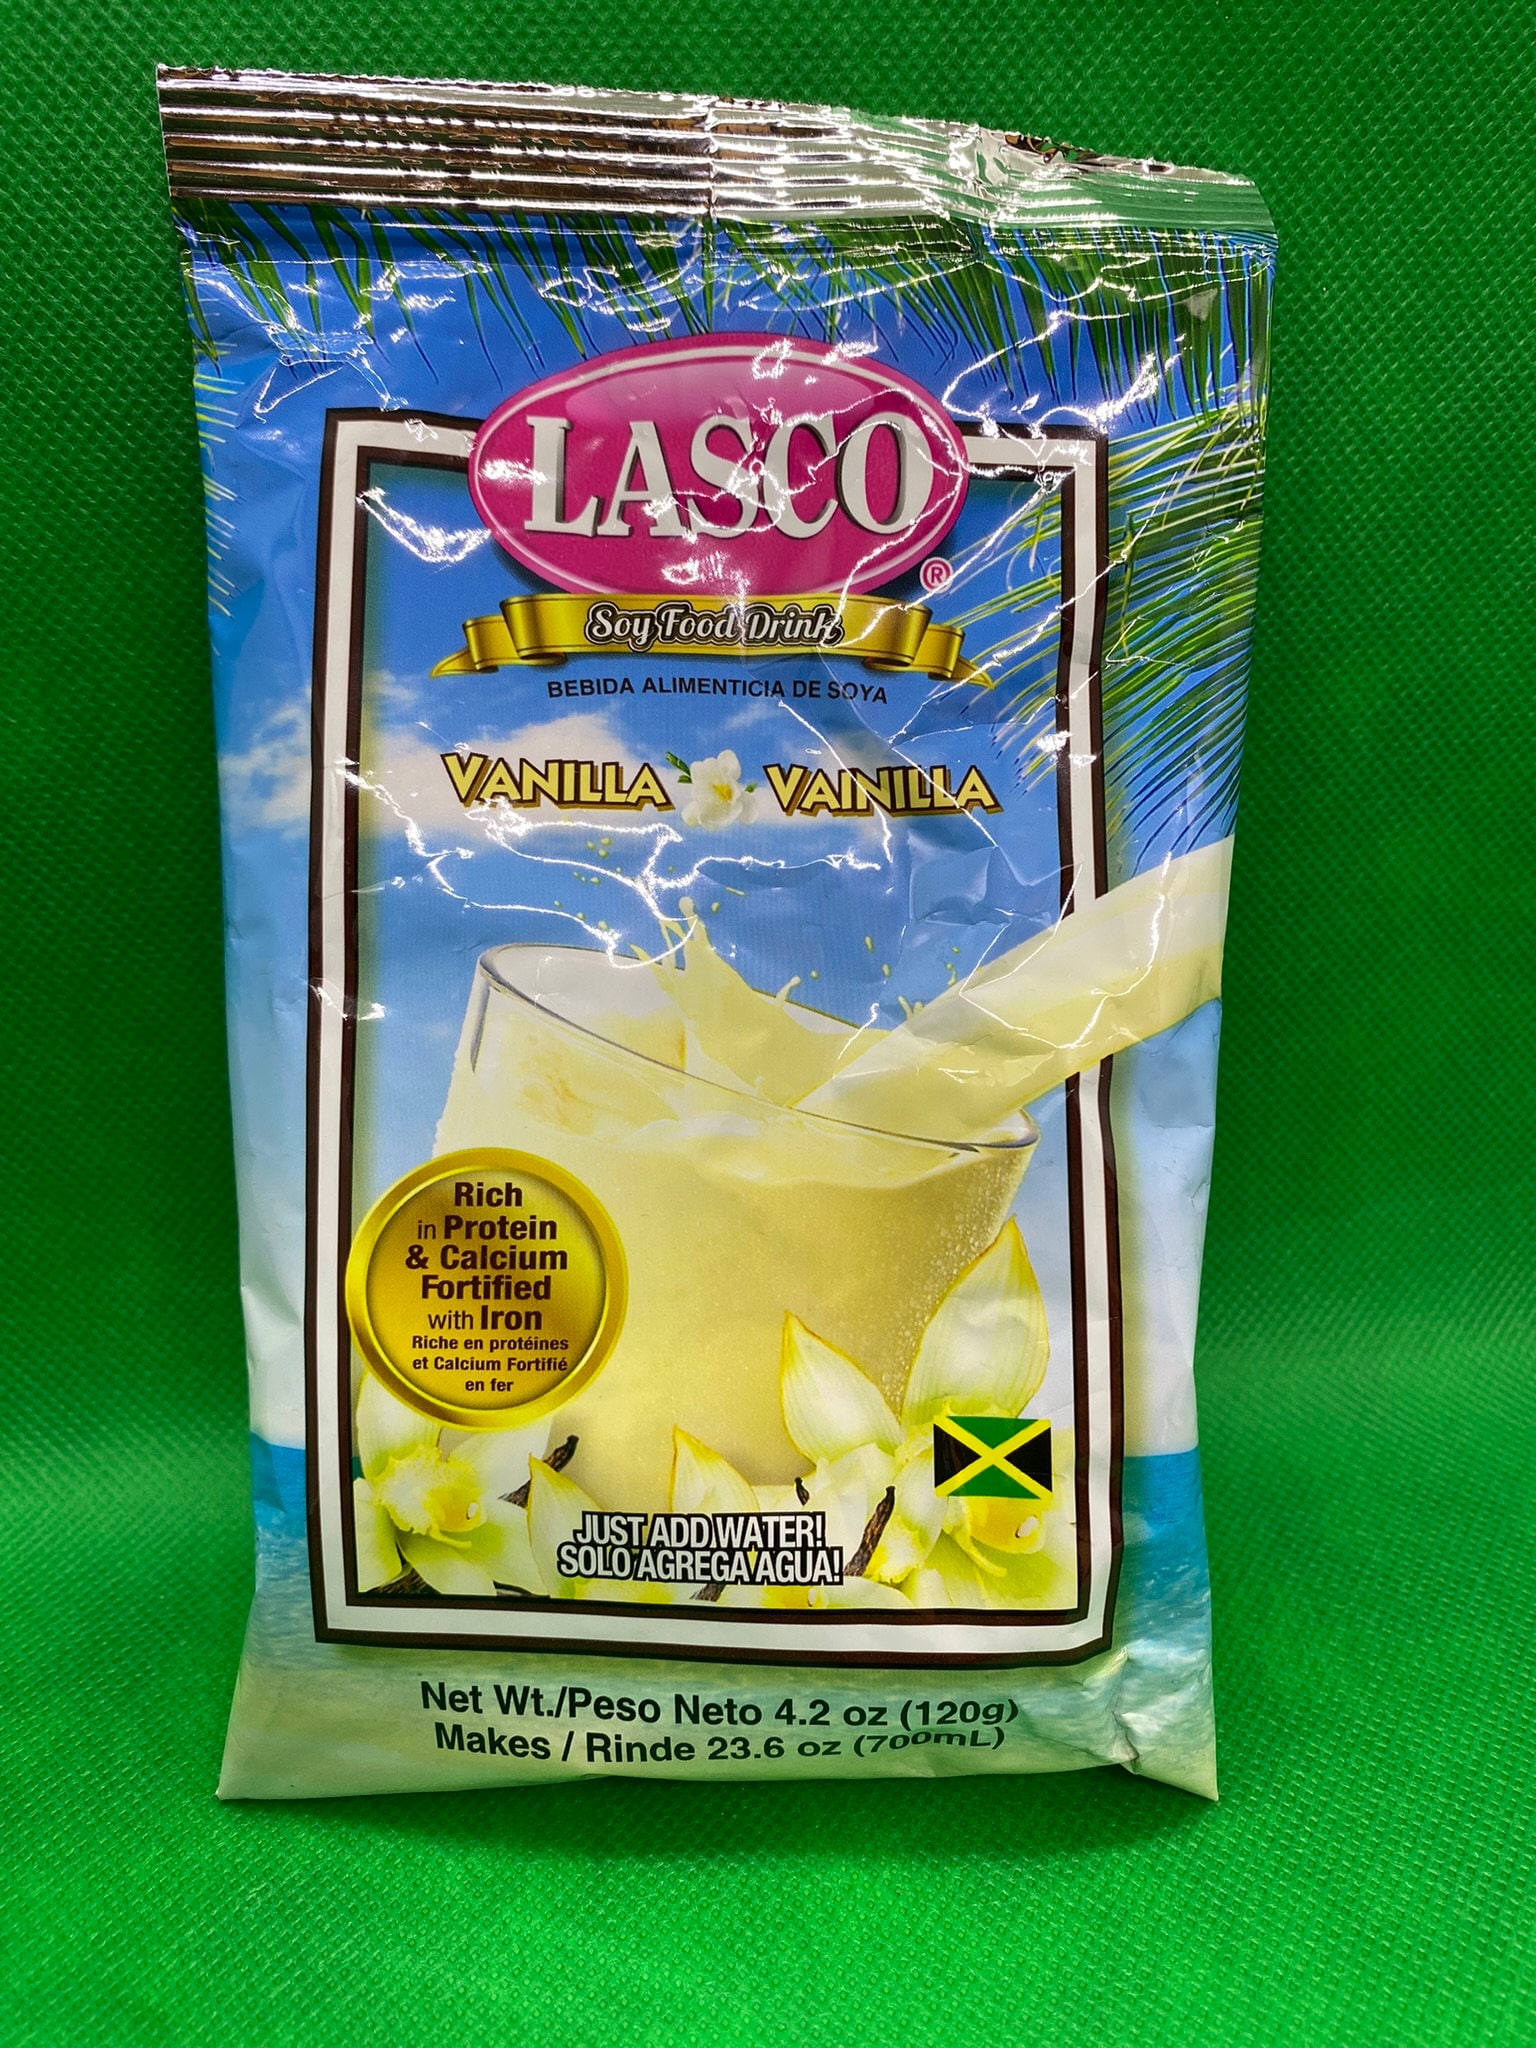 LASCO
®
Soy Food Drink
BEBIDA ALIMENTICIA DE SOYA
VANILLA VAINILLA
Rich
in Protein
& Calcium
Fortified
with Iron
Riche en protéines
et Calcium Fortifié
en fer
JUST ADD WATER!
SOLO AGREGA AGUA!
Net Wt./Peso Neto 4.2 oz (120g)
Makes / Rinde 23.6 oz (700mL)